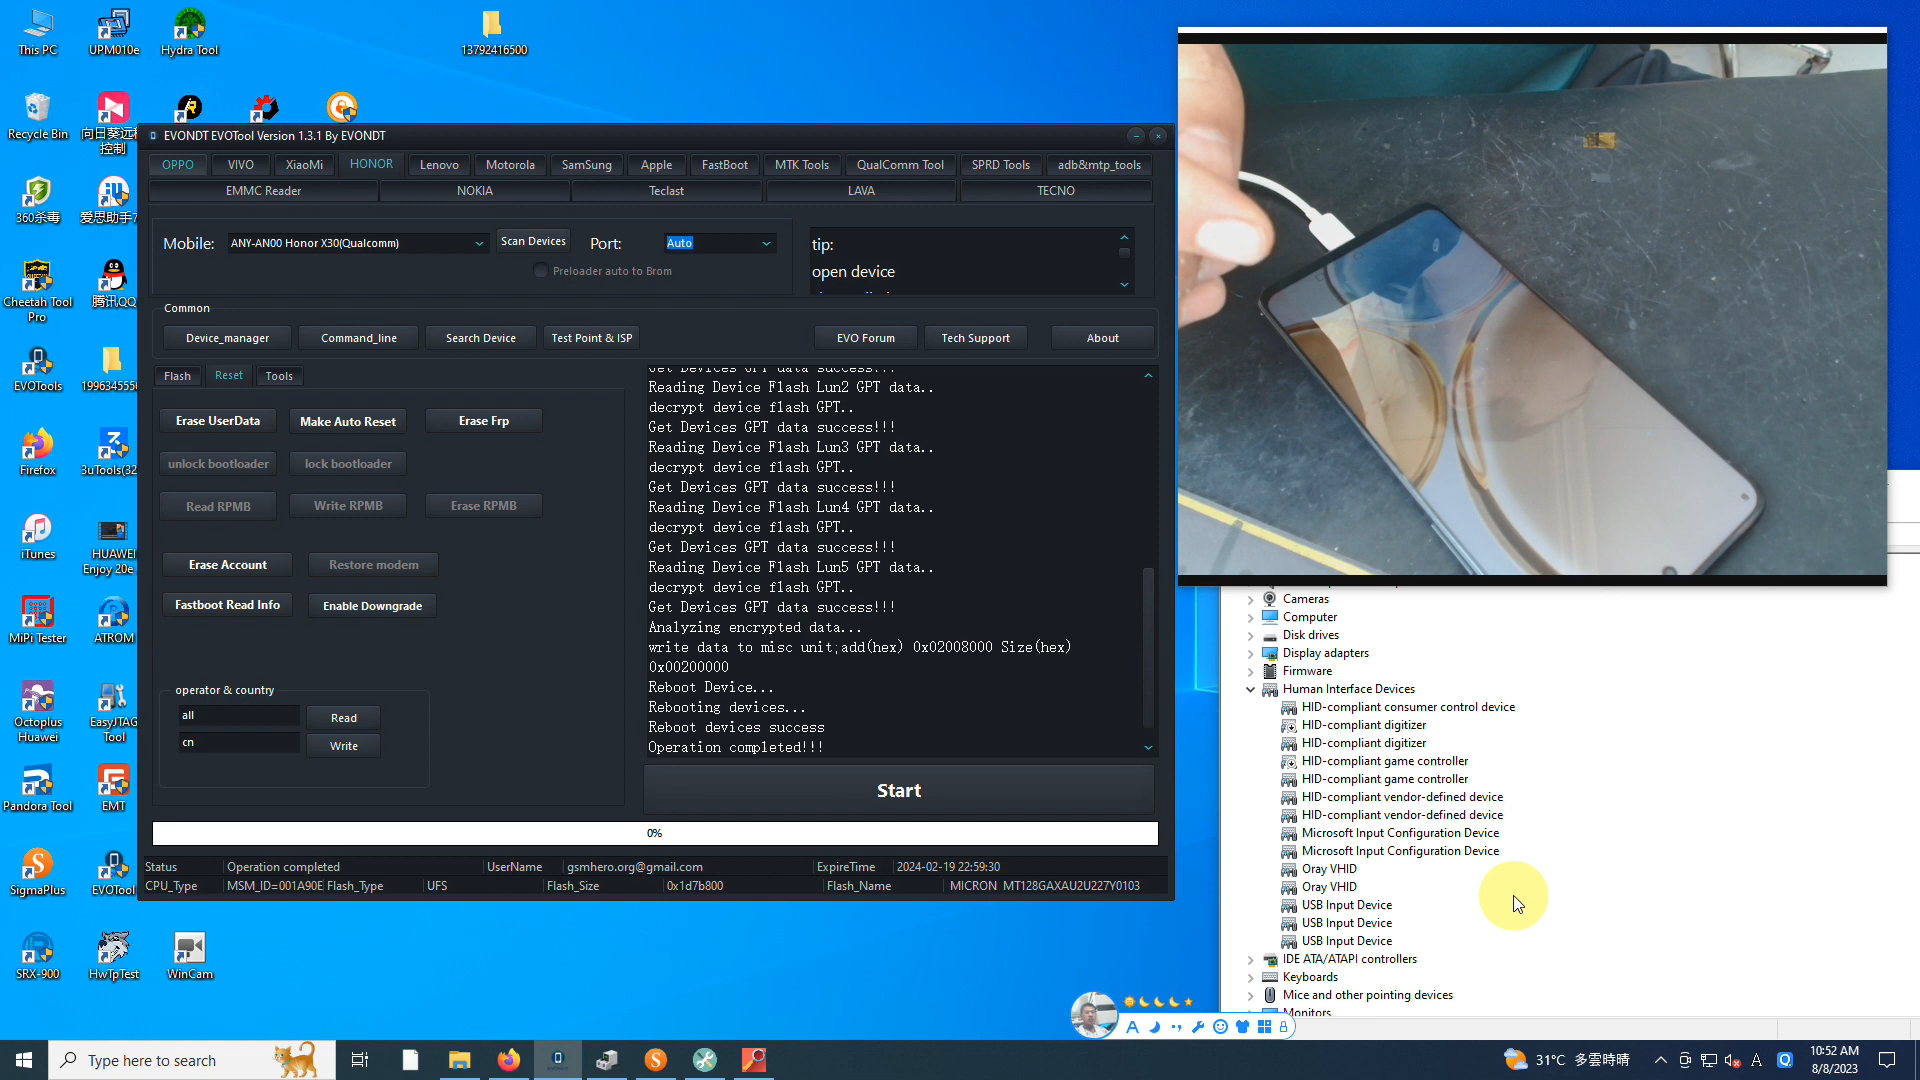 This PC
UPM010e
Hydra Tool
13792416500
Recycle Bin
向日葵远程
控制
360杀毒
爱思助手7
Cheetah Tool
Pro
腾讯QQ
EVOTools
1996345556
Firefox
3uTools(32
iTunes
HUAWEI
Enjoy 20e
MiPi Tester
ATROM
Octoplus
Huawei
EasyJTAG
Tool
Pandora Tool
EMT
SigmaPlus
EVOTool
SRX-900
HwTpTest
WinCam
EVONDT EVOTool Version 1.3.1 By EVONDT
OPPO VIVO XiaoMi HONOR Lenovo Motorola SamSung Apple FastBoot MTK Tools QualComm Tool SPRD Tools adb&mtp_tools
EMMC Reader NOKIA Teclast LAVA TECNO
Mobile: ANY-AN00 Honor X30(Qualcomm) Scan Devices Port: Auto
Preloader auto to Brom
tip:
open device
Common
Device_manager Command_line Search Device Test Point & ISP EVO Forum Tech Support About
Flash Reset Tools
Erase UserData Make Auto Reset Erase Frp
unlock bootloader lock bootloader
Read RPMB Write RPMB Erase RPMB
Erase Account Restore modem
Fastboot Read Info Enable Downgrade
operator & country
all Read
cn Write
Get Devices GPT data success!!!
Reading Device Flash Lun2 GPT data..
decrypt device flash GPT..
Get Devices GPT data success!!!
Reading Device Flash Lun3 GPT data..
decrypt device flash GPT..
Get Devices GPT data success!!!
Reading Device Flash Lun4 GPT data..
decrypt device flash GPT..
Get Devices GPT data success!!!
Reading Device Flash Lun5 GPT data..
decrypt device flash GPT..
Get Devices GPT data success!!!
Analyzing encrypted data...
write data to misc unit;add(hex) 0x02008000 Size(hex)
0x00200000
Reboot Device...
Rebooting devices...
Reboot devices success
Operation completed!!!
Start
0%
Status Operation completed UserName gsmhero.org@gmail.com ExpireTime 2024-02-19 22:59:30
CPU_Type MSM_ID=001A90E Flash_Type UFS Flash_Size 0x1d7b800 Flash_Name MICRON MT128GAXAU2U227Y0103
Cameras
Computer
Disk drives
Display adapters
Firmware
Human Interface Devices
HID-compliant consumer control device
HID-compliant digitizer
HID-compliant digitizer
HID-compliant game controller
HID-compliant game controller
HID-compliant vendor-defined device
HID-compliant vendor-defined device
Microsoft Input Configuration Device
Microsoft Input Configuration Device
Oray VHID
Oray VHID
USB Input Device
USB Input Device
USB Input Device
IDE ATA/ATAPI controllers
Keyboards
Mice and other pointing devices
Monitors
Type here to search
31°C 多雲時晴
A
10:52 AM
8/8/2023